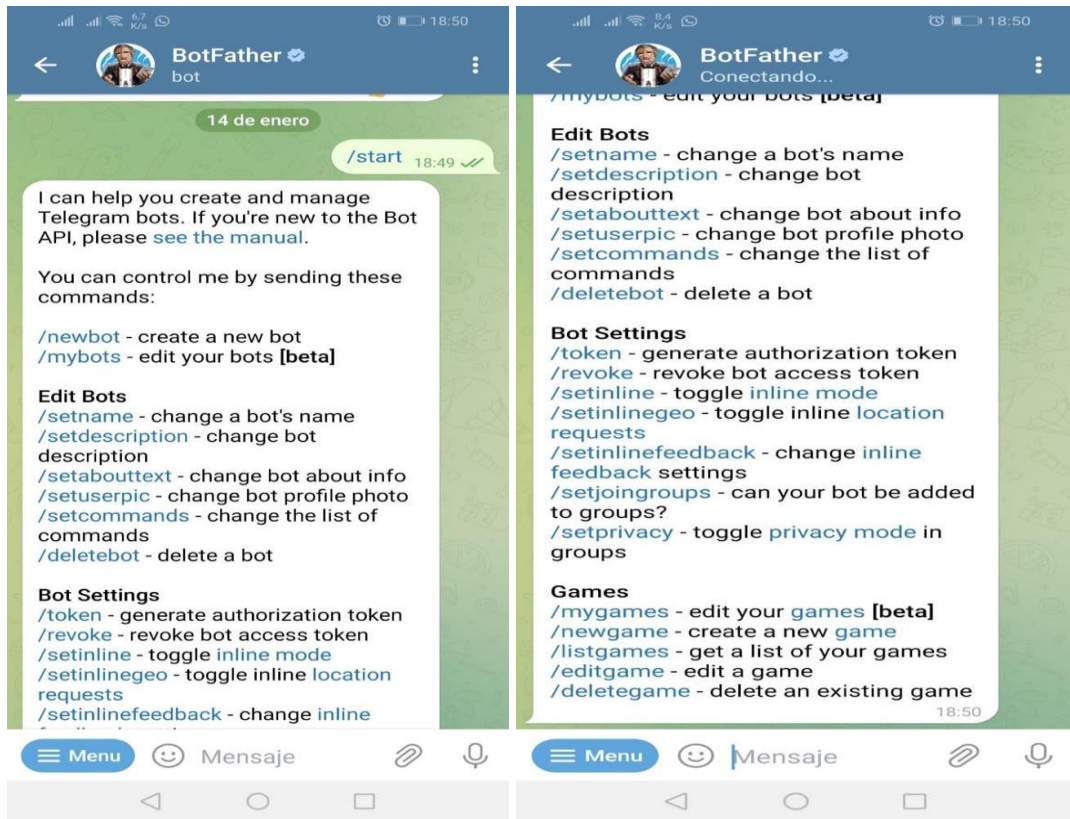 6,7
K/s
18:50
BotFather
bot
14 de enero
/start 18:49
I can help you create and manage
Telegram bots. If you're new to the Bot
API, please see the manual.
You can control me by sending these
commands:
/newbot - create a new bot
/mybots - edit your bots [beta]
Edit Bots
/setname - change a bot's name
/setdescription - change bot
description
/setabouttext - change bot about info
/setuserpic - change bot profile photo
/setcommands - change the list of
commands
/deletebot - delete a bot
Bot Settings
/token - generate authorization token
/revoke - revoke bot access token
/setinline - toggle inline mode
/setinlinegeo - toggle inline location
requests
/setinlinefeedback - change inline
Menu
Mensaje
8,4
K/s
18:50
BotFather
Conectando...
/mybots - edit your bots [beta]
Edit Bots
/setname - change a bot's name
/setdescription - change bot
description
/setabouttext - change bot about info
/setuserpic - change bot profile photo
/setcommands - change the list of
commands
/deletebot - delete a bot
Bot Settings
/token - generate authorization token
/revoke - revoke bot access token
/setinline - toggle inline mode
/setinlinegeo - toggle inline location
requests
/setinlinefeedback - change inline
feedback settings
/setjoingroups - can your bot be added
to groups?
/setprivacy - toggle privacy mode in
groups
Games
/mygames - edit your games [beta]
/newgame - create a new game
/listgames - get a list of your games
/editgame - edit a game
/deletegame - delete an existing game
18:50
Menu
Mensaje